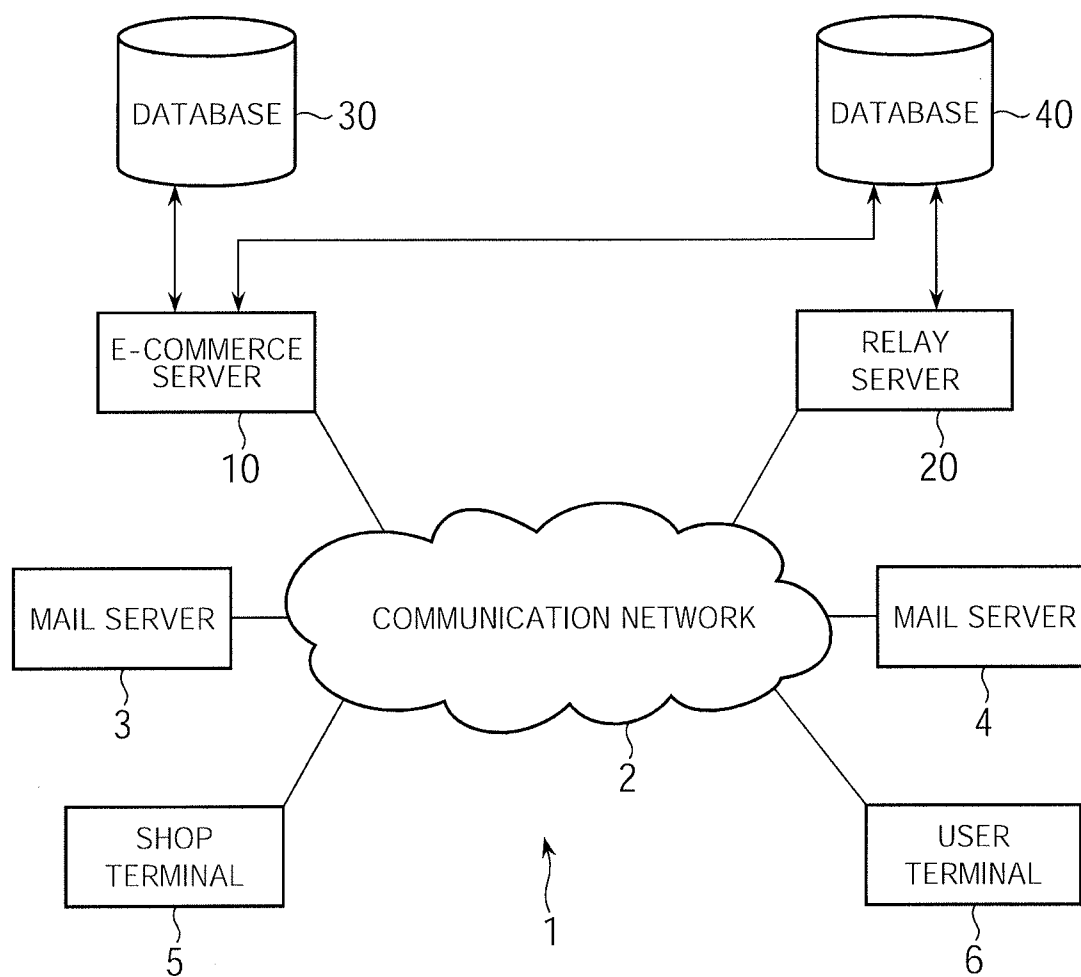 DATABASE
30
DATABASE
40
E-COMMERCE
SERVER
10
RELAY
SERVER
20
MAIL SERVER
3
COMMUNICATION NETWORK
2
MAIL SERVER
4
SHOP
TERMINAL
5
1
USER
TERMINAL
6